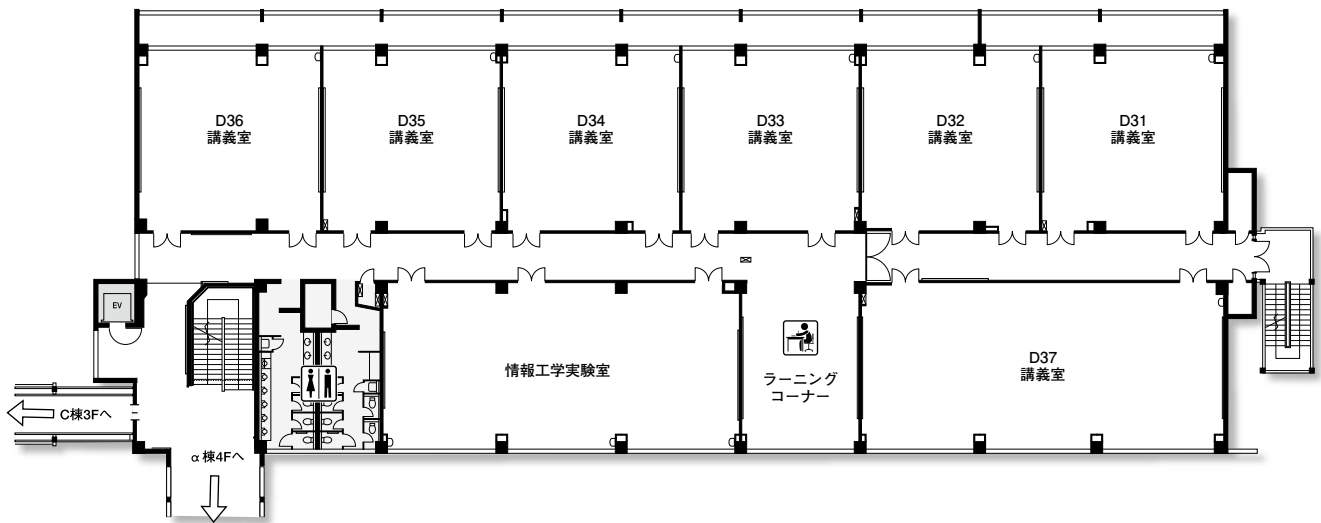 D36
講義室
D35
講義室
D34
講義室
D33
講義室
D32
講義室
D31
講義室
EV
情報工学実験室
ラーニング
コーナー
D37
講義室
C棟3Fへ
α棟4Fへ